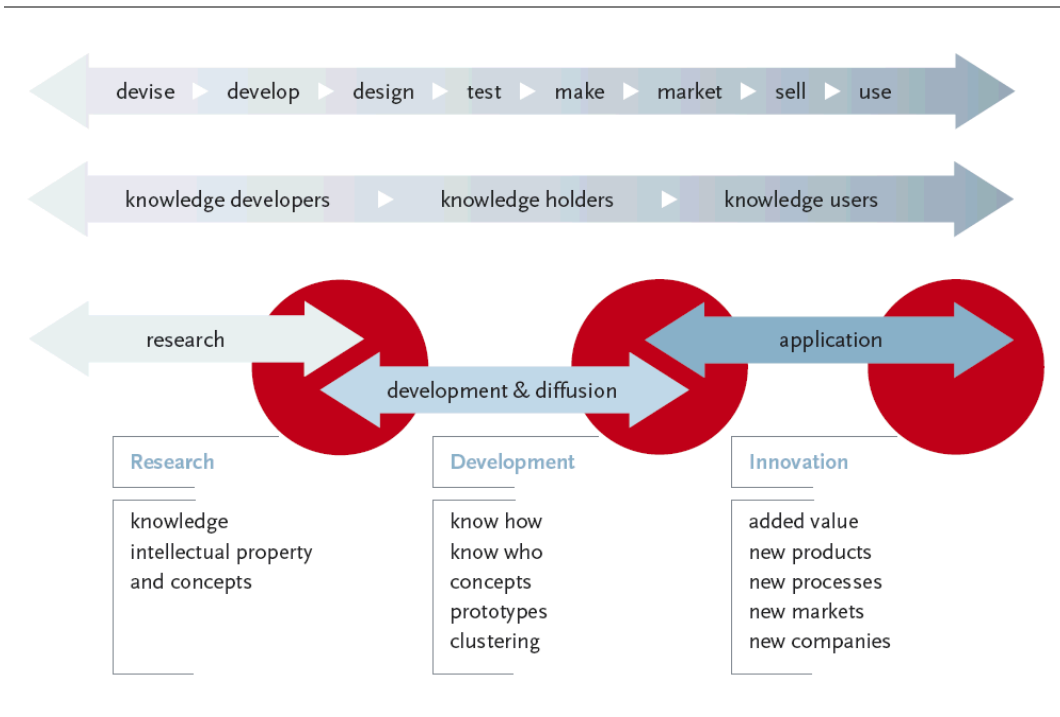 devise develop design test make market sell use
knowledge developers knowledge holders knowledge users
research
application
development & diffusion
Research
knowledge
intellectual property
and concepts
Development
know how
know who
concepts
prototypes
clustering
Innovation
added value
new products
new processes
new markets
new companies